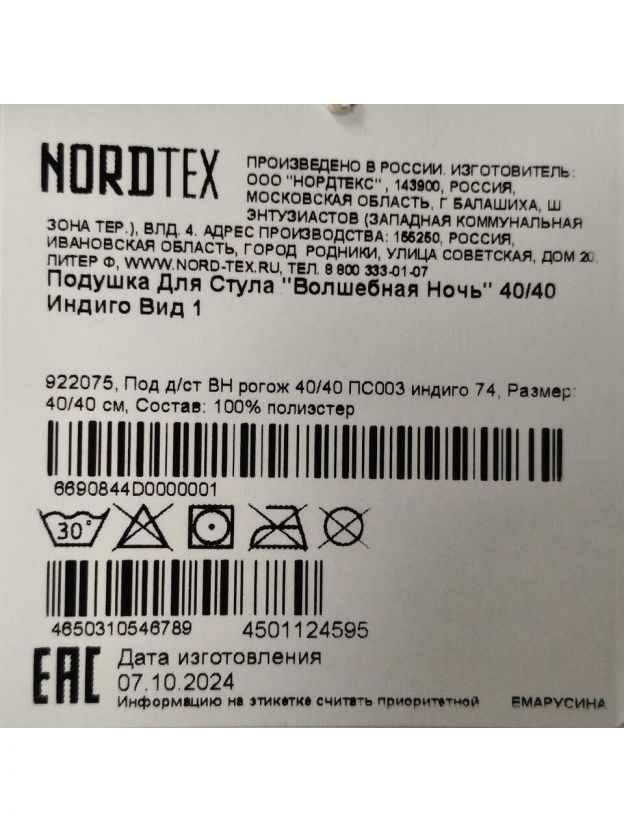 NORDTEX
ПРОИЗВЕДЕНО В РОССИИ. ИЗГОТОВИТЕЛЬ:
ООО "НОРДТЕКС", 143900, РОССИЯ,
МОСКОВСКАЯ ОБЛАСТЬ, Г БАЛАШИХА, Ш
ЭНТУЗИАСТОВ (ЗАПАДНАЯ КОММУНАЛЬНАЯ
ЗОНА ТЕР.), ВЛД. 4. АДРЕС ПРОИЗВОДСТВА: 155250, РОССИЯ,
ИВАНОВСКАЯ ОБЛАСТЬ, ГОРОД РОДНИКИ, УЛИЦА СОВЕТСКАЯ, ДОМ 20,
ЛИТЕР Ф, WWW.NORD-TEX.RU, ТЕЛ. 8 800 333-01-07
Подушка Для Стула "Волшебная Ночь" 40/40
Индиго Вид 1
922075, Под д/ст ВН рогож 40/40 ПС003 индиго 74, Размер:
40/40 см, Состав: 100% полиэстер
6690844D0000001
30°
4650310546789 4501124595
EAC
Дата изготовления
07.10.2024
Информацию на этикетке считать приоритетной ЕМАРУСИНА